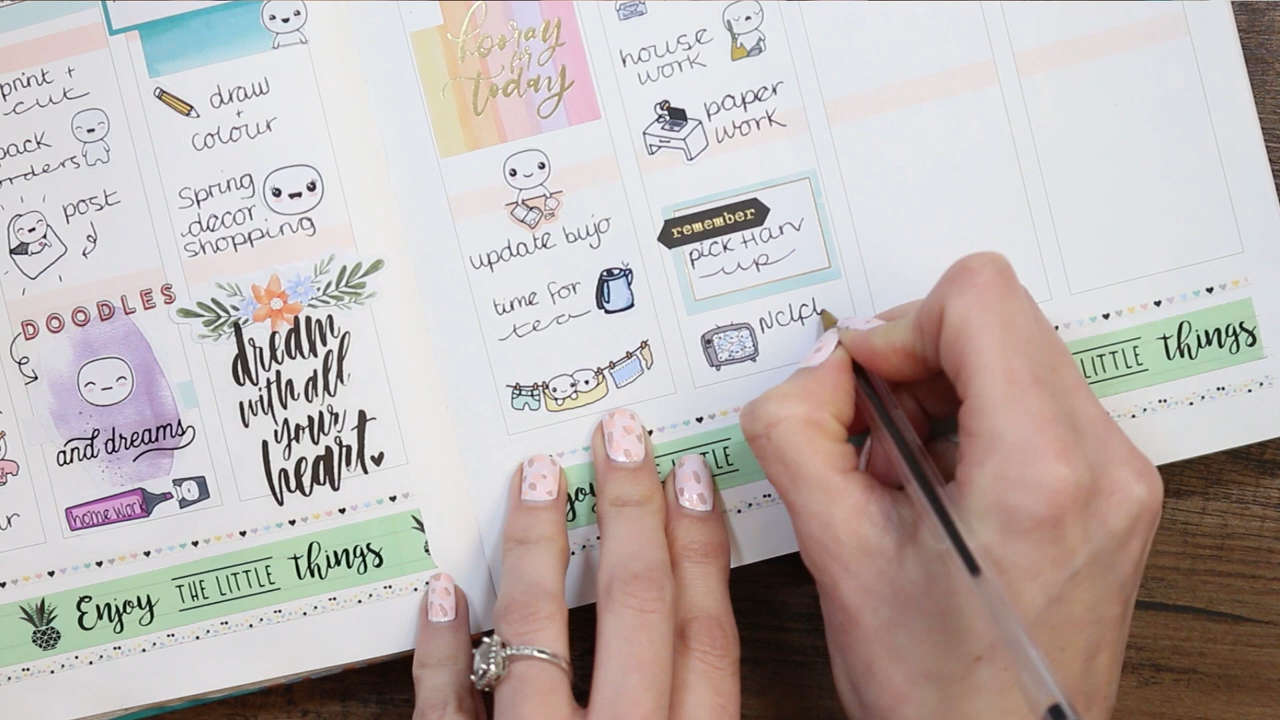 print +
cut
pack
orders
post
DOODLES
and dreams
home work
draw
+
colour
Spring
decor
shopping
dream
with all
your
heart
Enjoy THE LITTLE things
hooray
for
today
update bujo
time for
tea
house
work
paper
work
remember
pick Harv
up
LITTLE
LITTLE things